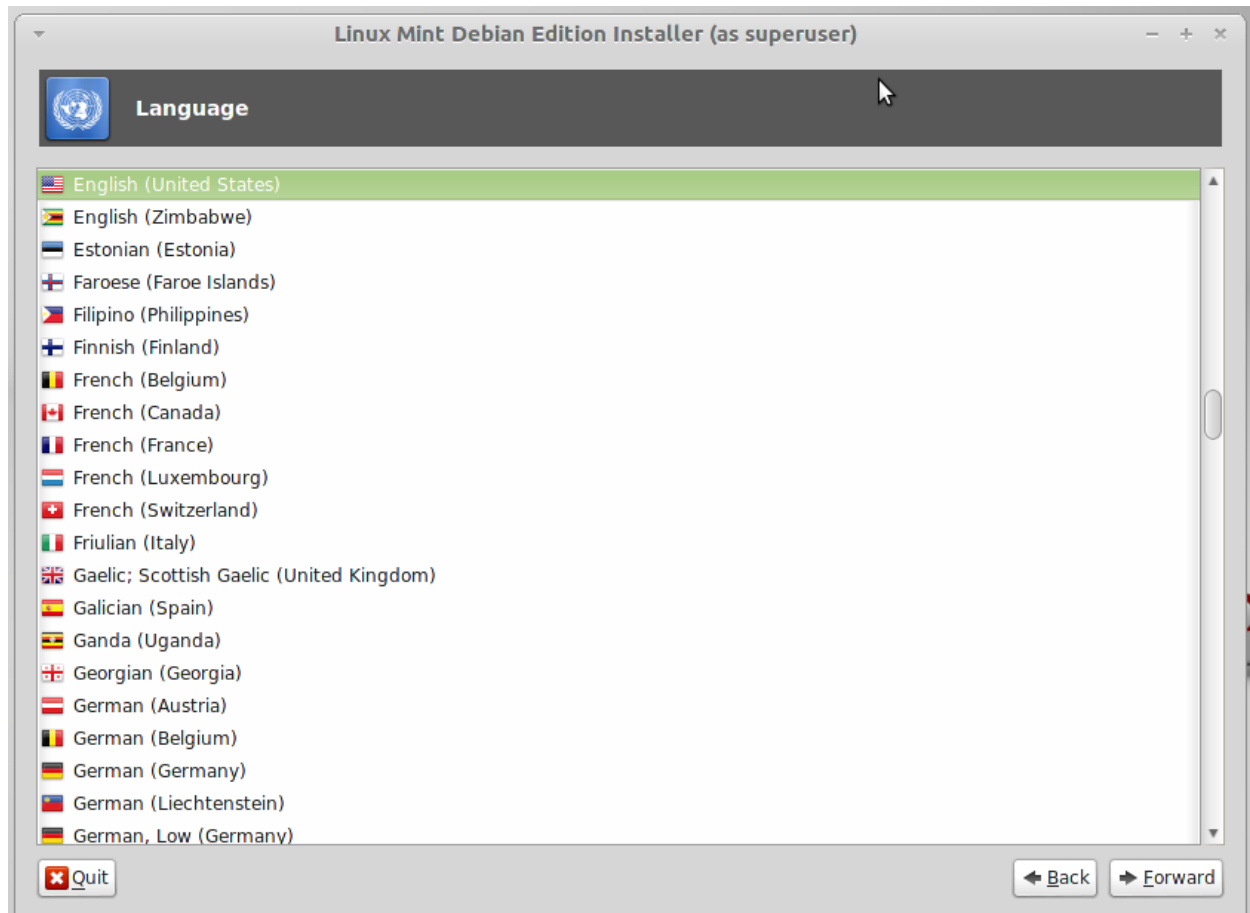 Linux Mint Debian Edition Installer (as superuser)
Language
English (United States)
English (Zimbabwe)
Estonian (Estonia)
Faroese (Faroe Islands)
Filipino (Philippines)
Finnish (Finland)
French (Belgium)
French (Canada)
French (France)
French (Luxembourg)
French (Switzerland)
Friulian (Italy)
Gaelic; Scottish Gaelic (United Kingdom)
Galician (Spain)
Ganda (Uganda)
Georgian (Georgia)
German (Austria)
German (Belgium)
German (Germany)
German (Liechtenstein)
German, Low (Germany)
Quit
Back
Forward